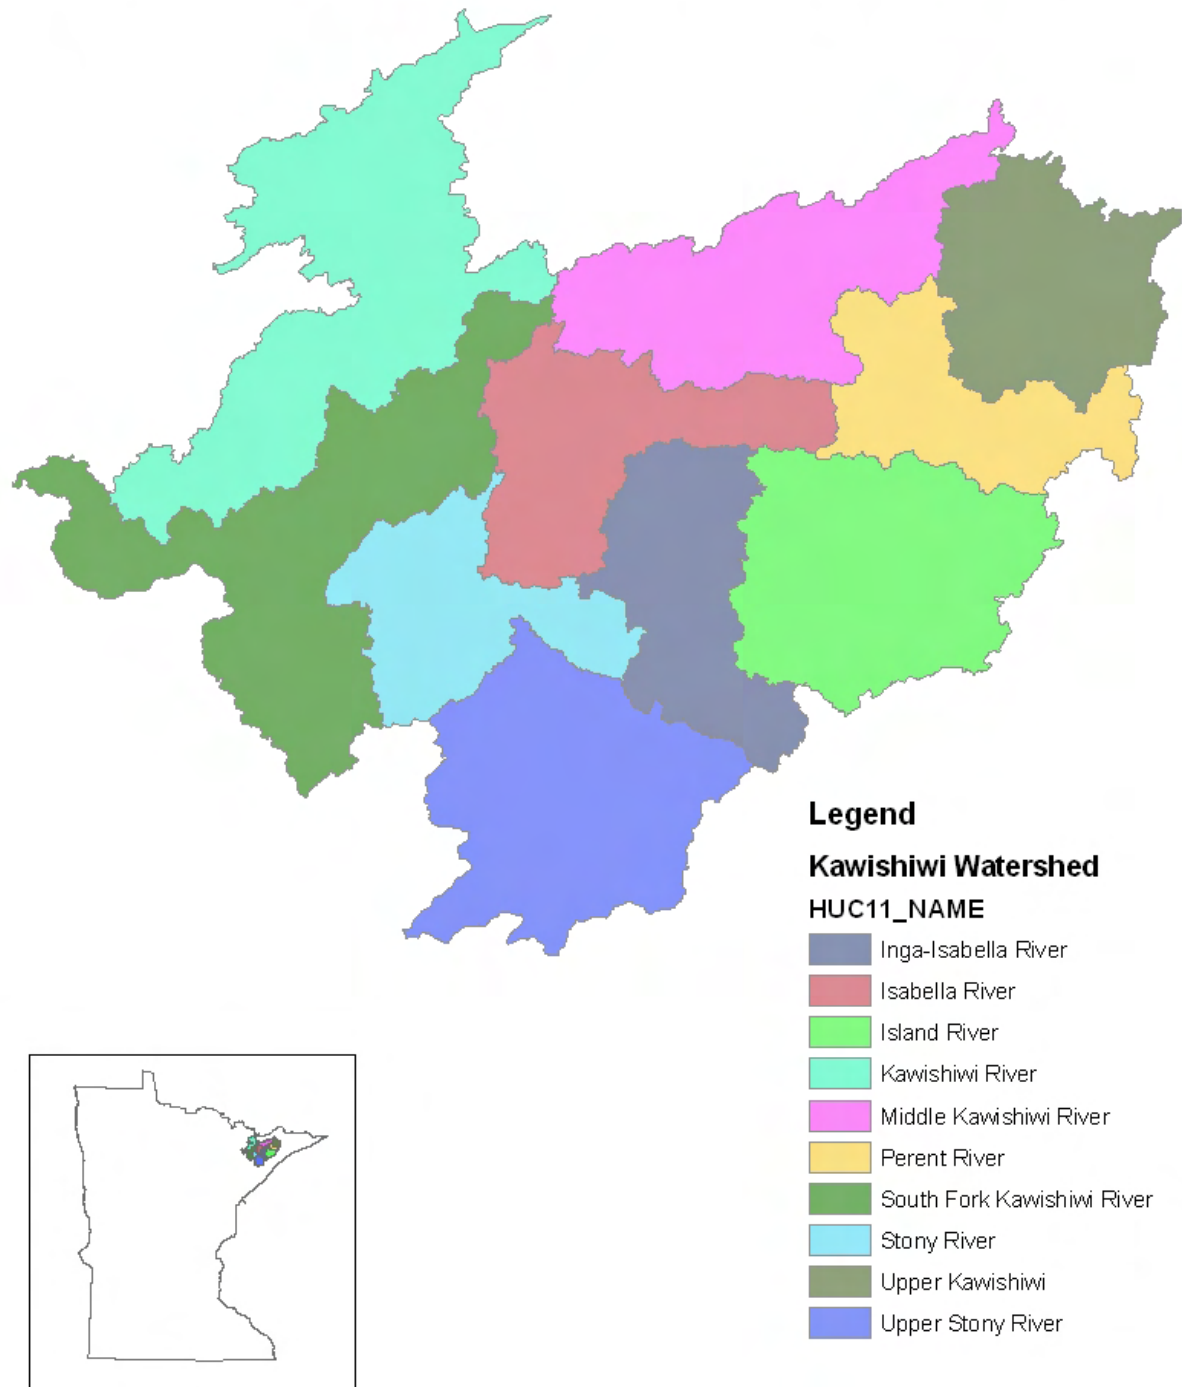 Legend
Kawishiwi Watershed
HUC11_NAME
Inga-Isabella River
Isabella River
Island River
Kawishiwi River
Middle Kawishiwi River
Perent River
South Fork Kawishiwi River
Stony River
Upper Kawishiwi
Upper Stony River